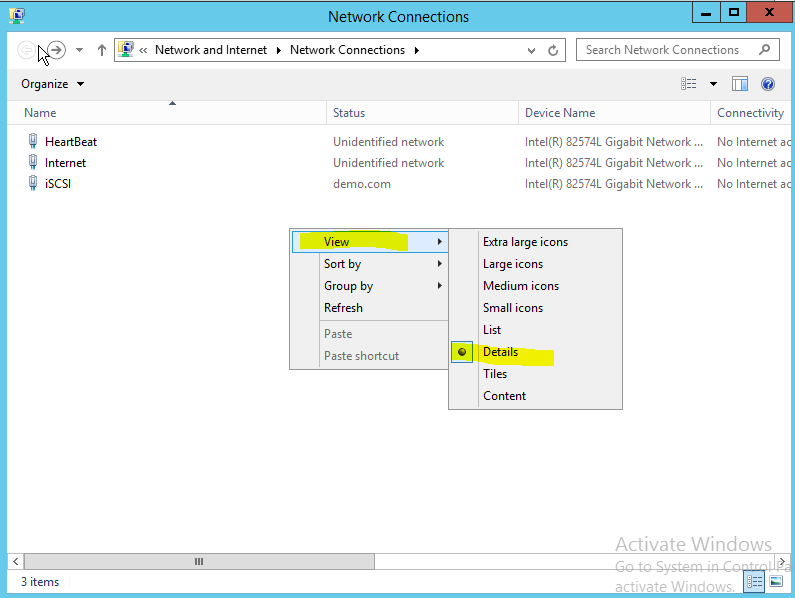 Network Connections
« Network and Internet Network Connections
Search Network Connections
Organize
Name Status Device Name Connectivity
HeartBeat Unidentified network Intel(R) 82574L Gigabit Network ... No Internet ac
Internet Unidentified network Intel(R) 82574L Gigabit Network ... No Internet ac
iSCSI demo.com Intel(R) 82574L Gigabit Network ... No Internet ac
View
Sort by
Group by
Refresh
Paste
Paste shortcut
Extra large icons
Large icons
Medium icons
Small icons
List
Details
Tiles
Content
Activate Windows
Go to System in Control Pa
activate Windows.
3 items